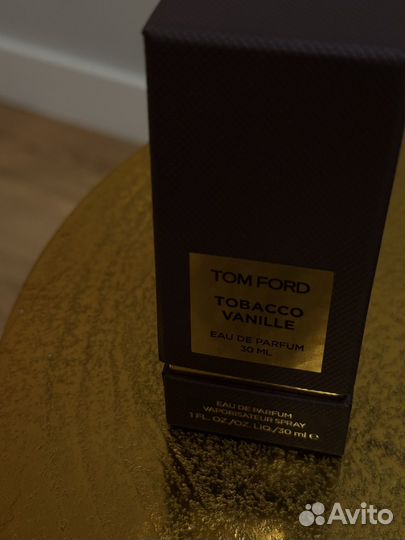 TOM FORD
TOBACCO
VANILLE
EAU DE PARFUM
30 ML
EAU DE PARFUM
VAPORISATEUR SPRAY
1 FL.OZ./OZ. LIQ./30 ml e
Avito